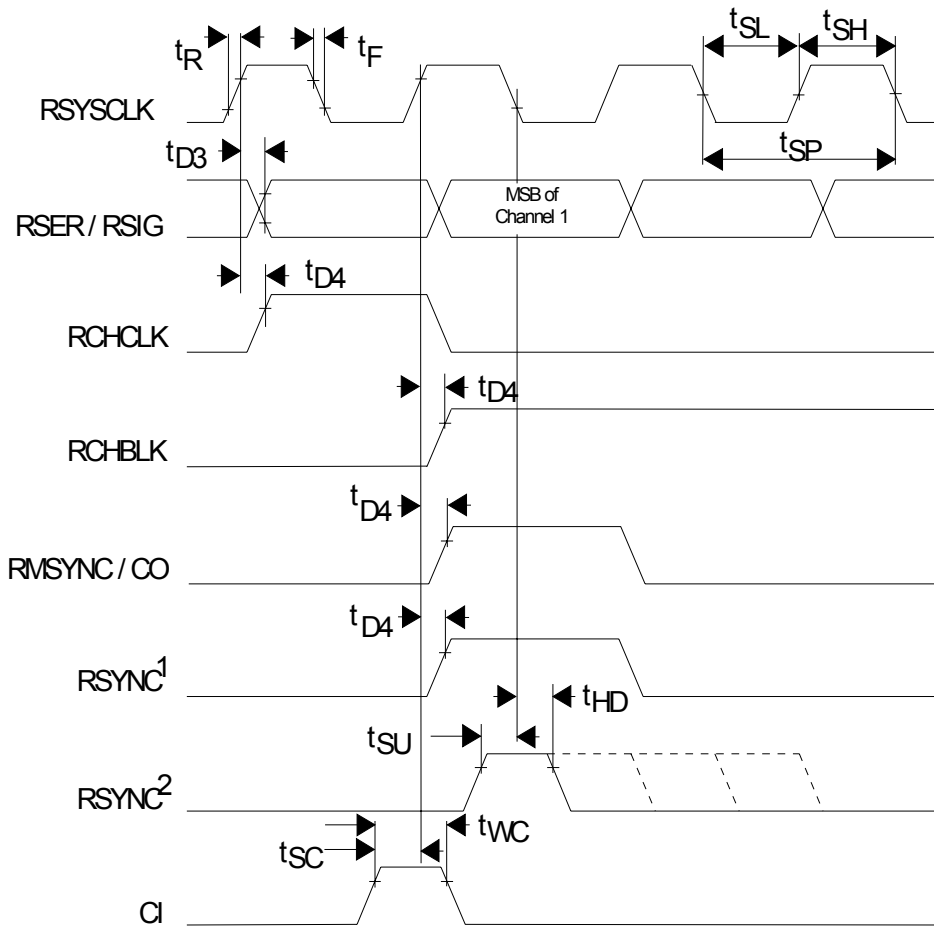 tSL tSH
tR tF
RSYSCLK
tSP
tD3
MSB of
Channel 1
RSER / RSIG
tD4
RCHCLK
tD4
RCHBLK
tD4
RMSYNC / CO
tD4
RSYNC1
tHD
tSU
RSYNC2
tWC
tSC
CI